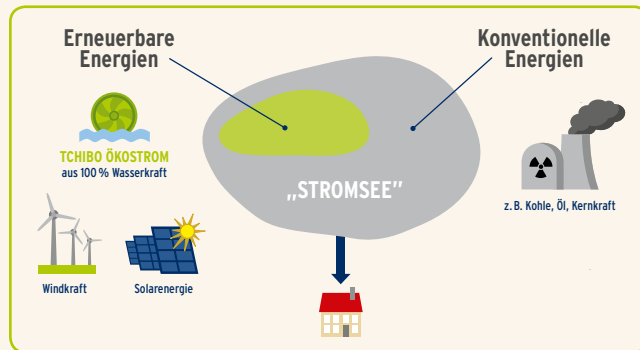 Erneuerbare
Energien
Konventionelle
Energien
TCHIBO ÖKOSTROM
aus 100 % Wasserkraft
„STROMSEE”
z. B. Kohle, Öl, Kernkraft
Windkraft
Solarenergie